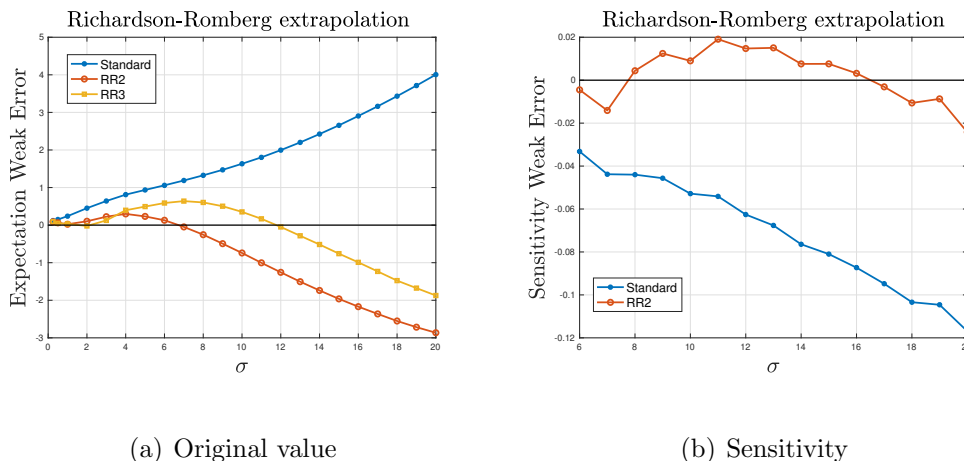 Richardson-Romberg extrapolation
Expectation Weak Error
5
4
3
2
1
0
-1
-2
-3
Standard
RR2
RR3
0 2 4 6 8 10 12 14 16 18 20
σ
(a) Original value
Richardson-Romberg extrapolation
Sensitivity Weak Error
0.02
0
-0.02
-0.04
-0.06
-0.08
-0.1
-0.12
Standard
RR2
6 8 10 12 14 16 18 20
σ
(b) Sensitivity